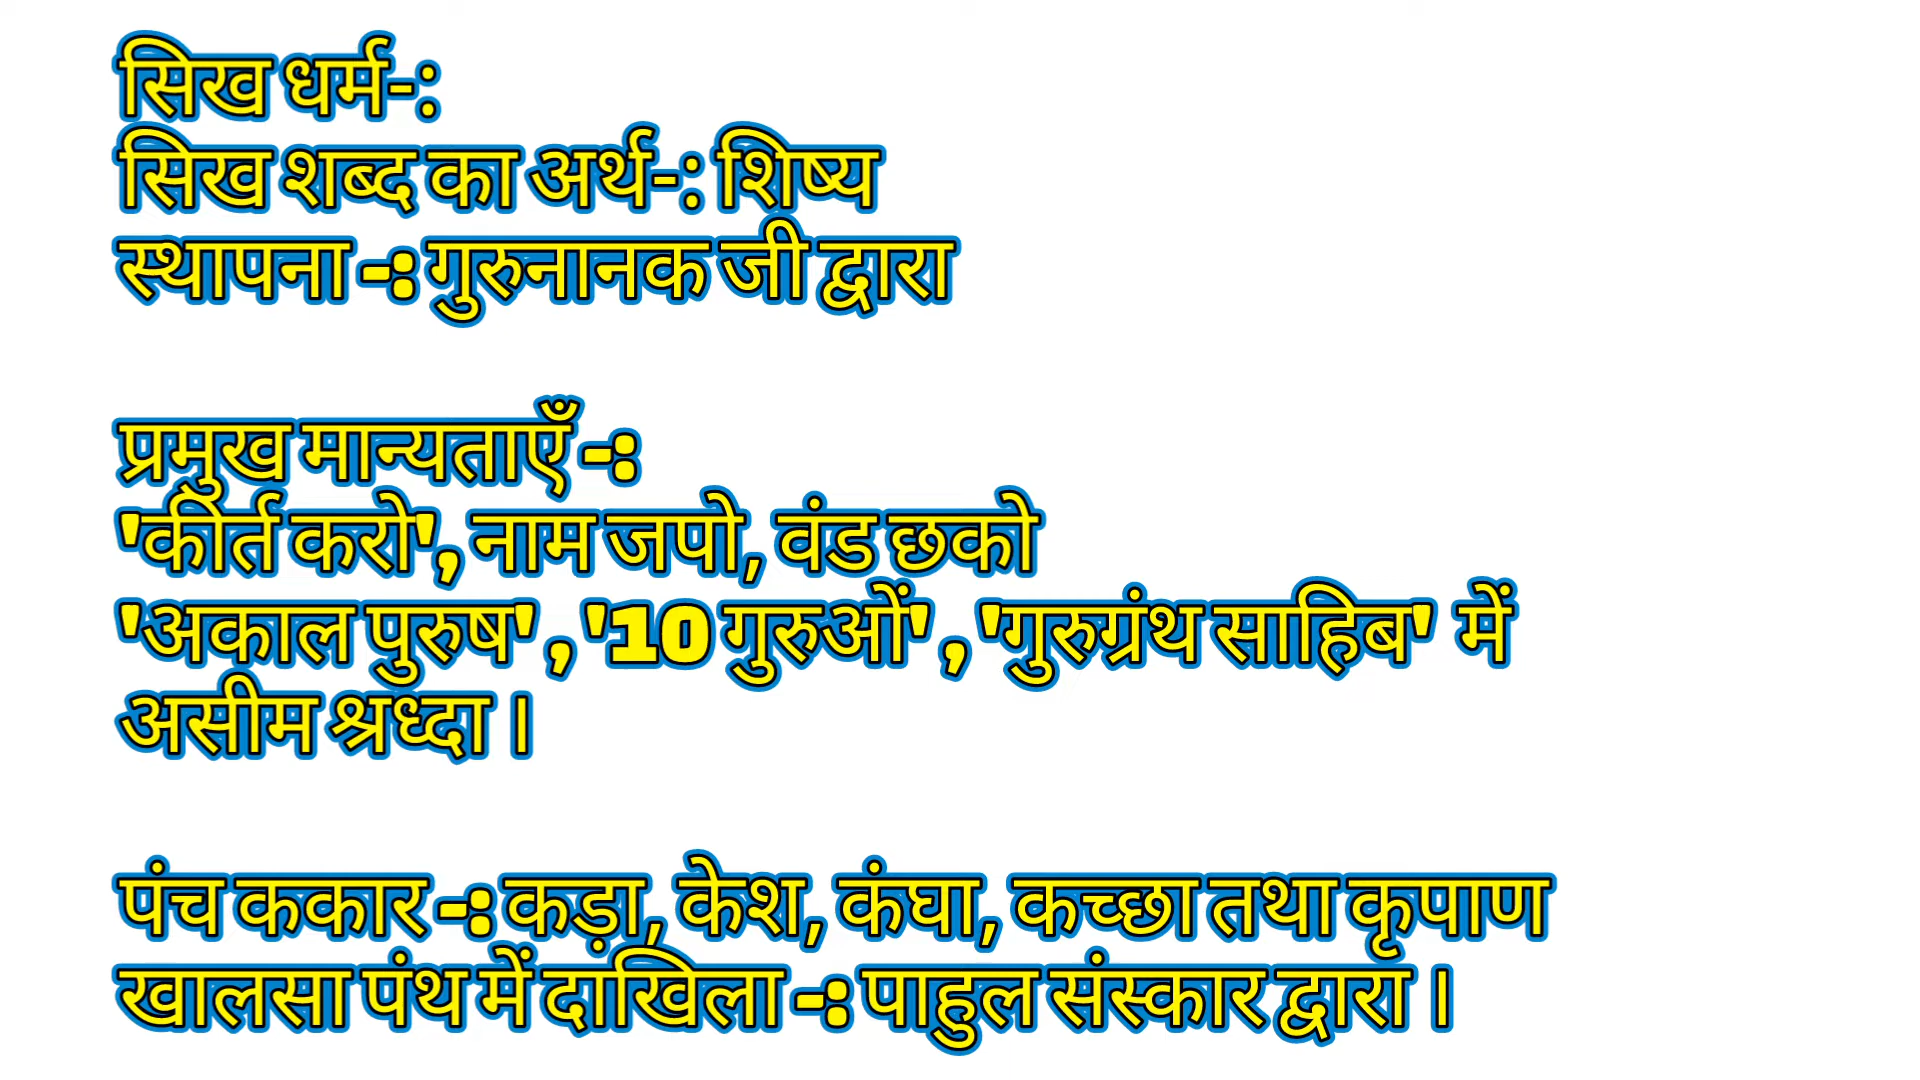 सिख धर्म-:
सिख शब्द का अर्थ-: शिष्य
स्थापना -: गुरुनानक जी द्वारा
प्रमुख मान्यताएँ -:
'कीर्त करो', नाम जपो, वंड छको
'अकाल पुरुष' , '10 गुरुओं' , 'गुरुग्रंथ साहिब' में
असीम श्रध्दा ।
पंच ककार -: कड़ा, केश, कंघा, कच्छा तथा कृपाण
खालसा पंथ में दाखिला -: पाहुल संस्कार द्वारा ।